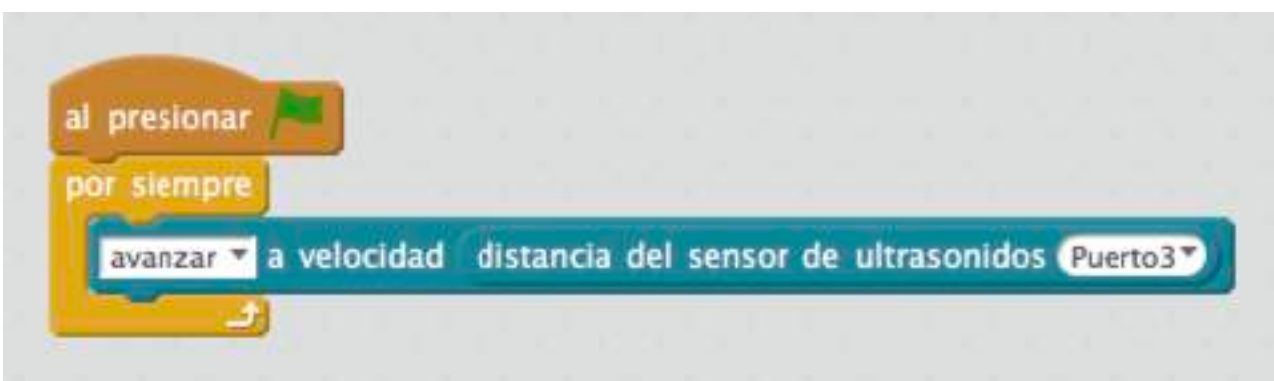 al presionar
por siempre
avanzar a velocidad distancia del sensor de ultrasonidos Puerto3